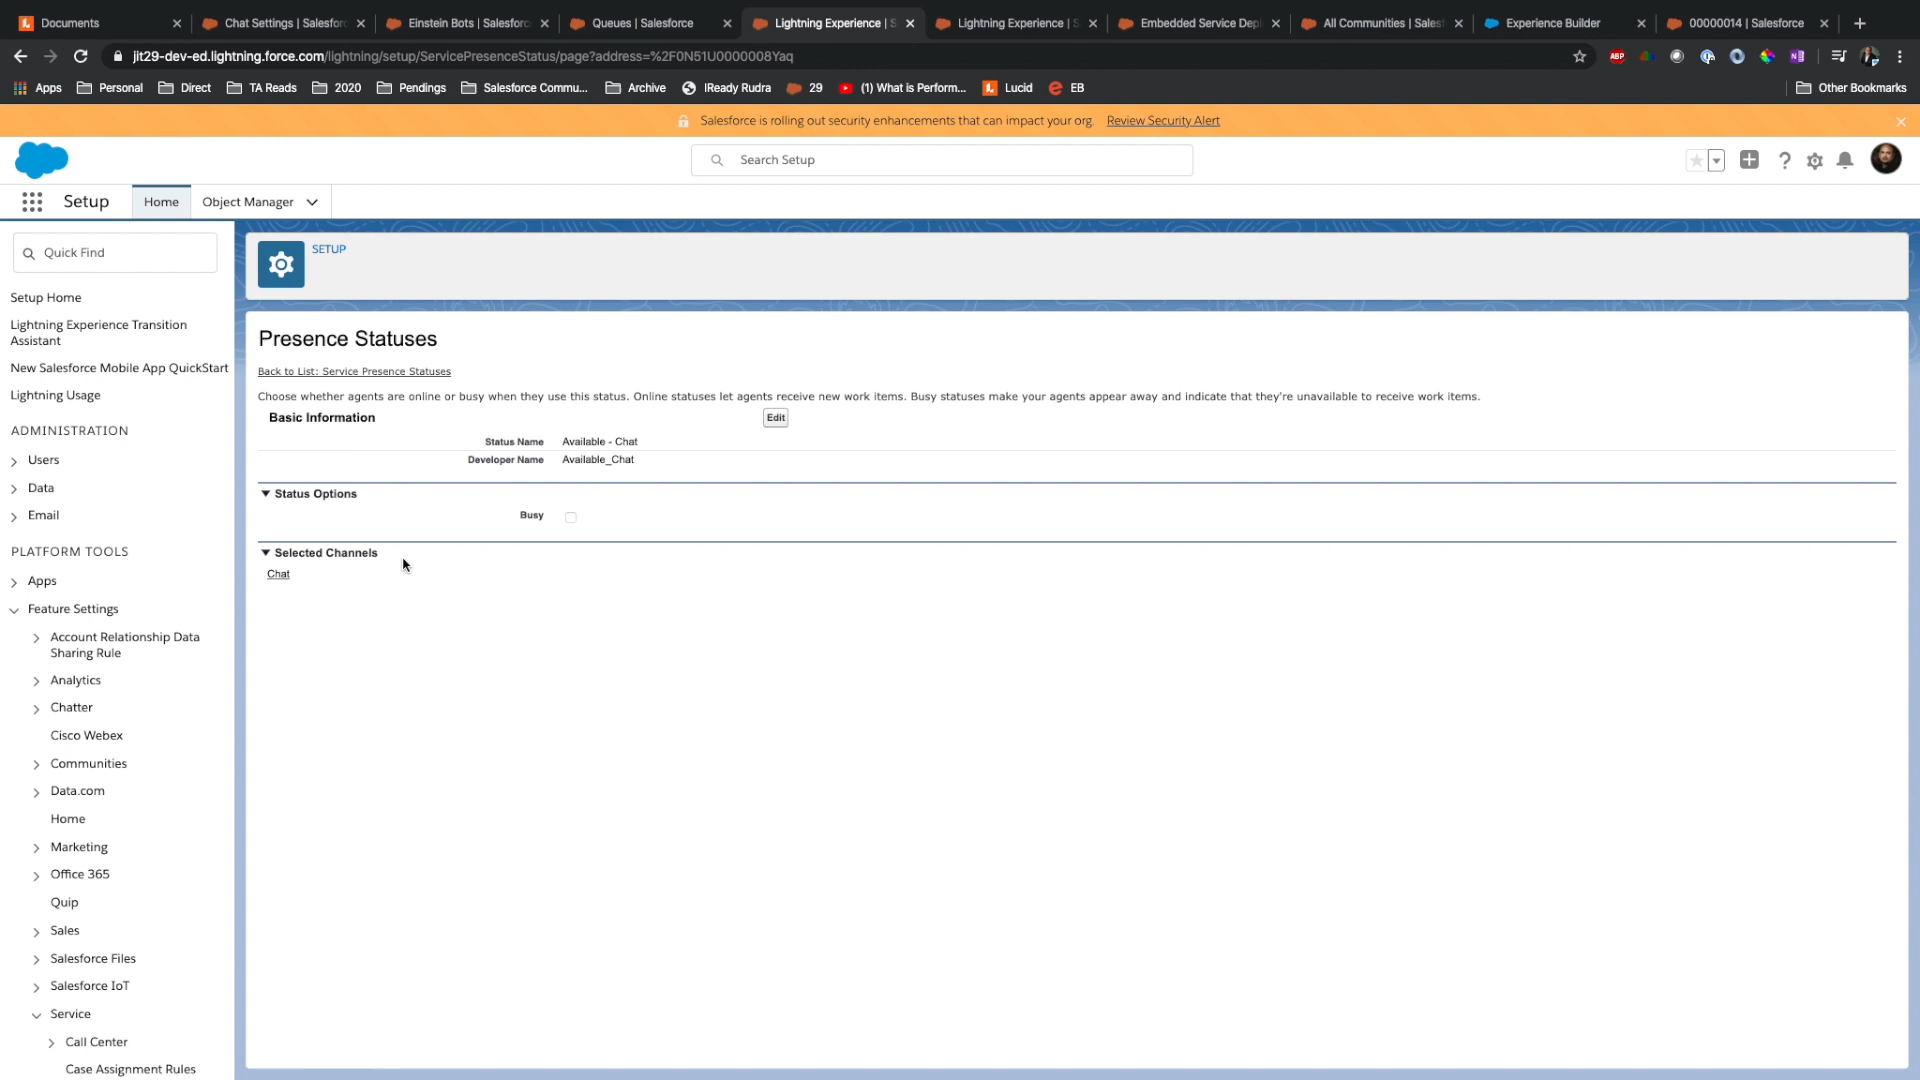 Documents
Chat Settings | Salesforc
Einstein Bots | Salesforc
Queues | Salesforce
Lightning Experience | S
Lightning Experience | S
Embedded Service Depl
All Communities | Salesf
Experience Builder
00000014 | Salesforce
jit29-dev-ed.lightning.force.com/lightning/setup/ServicePresenceStatus/page?address=%2F0N51U0000008Yaq
ABP
Apps
Personal
Direct
TA Reads
2020
Pendings
Salesforce Commu...
Archive
IReady Rudra
29
(1) What is Perform...
Lucid
EB
Other Bookmarks
Salesforce is rolling out security enhancements that can impact your org. Review Security Alert
Search Setup
Setup
Home
Object Manager
Quick Find
Setup Home
Lightning Experience Transition
Assistant
New Salesforce Mobile App QuickStart
Lightning Usage
ADMINISTRATION
Users
Data
Email
PLATFORM TOOLS
Apps
Feature Settings
Account Relationship Data
Sharing Rule
Analytics
Chatter
Cisco Webex
Communities
Data.com
Home
Marketing
Office 365
Quip
Sales
Salesforce Files
Salesforce IoT
Service
Call Center
Case Assignment Rules
SETUP
Presence Statuses
Back to List: Service Presence Statuses
Choose whether agents are online or busy when they use this status. Online statuses let agents receive new work items. Busy statuses make your agents appear away and indicate that they're unavailable to receive work items.
Basic Information
Edit
Status Name Available - Chat
Developer Name Available_Chat
Status Options
Busy
Selected Channels
Chat